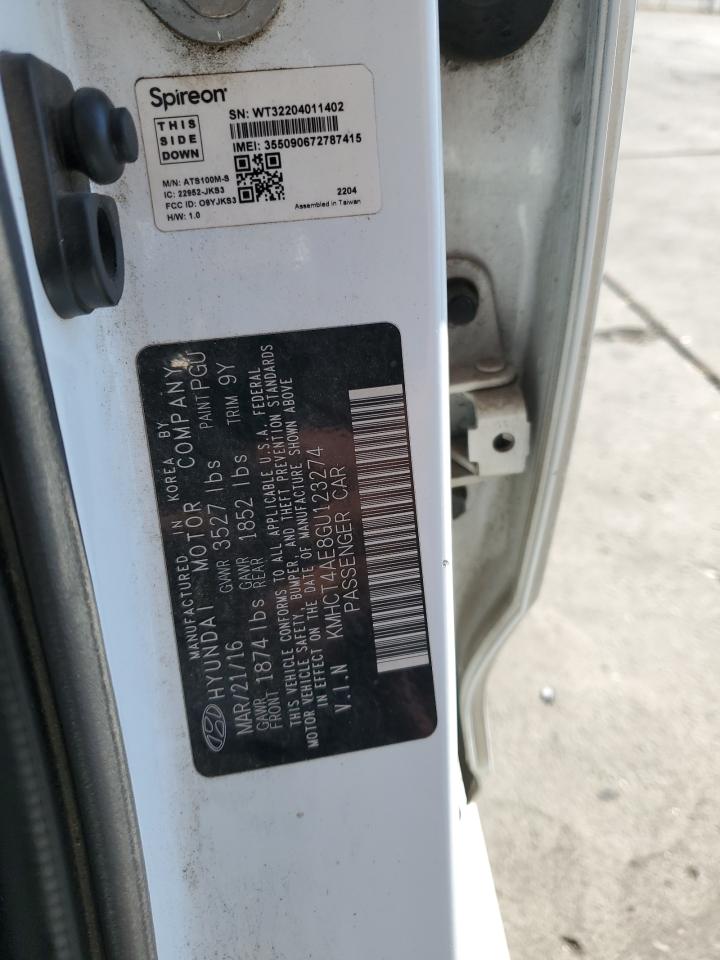 Spireon
SN: WT32204011402
THIS
SIDE
DOWN
IMEI: 355090672787415
M/N: ATS100M-S
IC: 22952-JKS3
FCC ID: O9YJKS3
H/W: 1.0
2204
Assembled in Taiwan
MANUFACTURED IN KOREA BY
HYUNDAI MOTOR COMPANY
MAR/21/16 GVWR 3527 lbs PAINT PGU
GAWR FRONT 1874 lbs GAWR REAR 1852 lbs TRIM 9Y
THIS VEHICLE CONFORMS TO ALL APPLICABLE U.S.A. FEDERAL
MOTOR VEHICLE SAFETY, BUMPER, AND THEFT PREVENTION STANDARDS
IN EFFECT ON THE DATE OF MANUFACTURE SHOWN ABOVE
V.I.N KMHCT4AE8GU123274
PASSENGER CAR